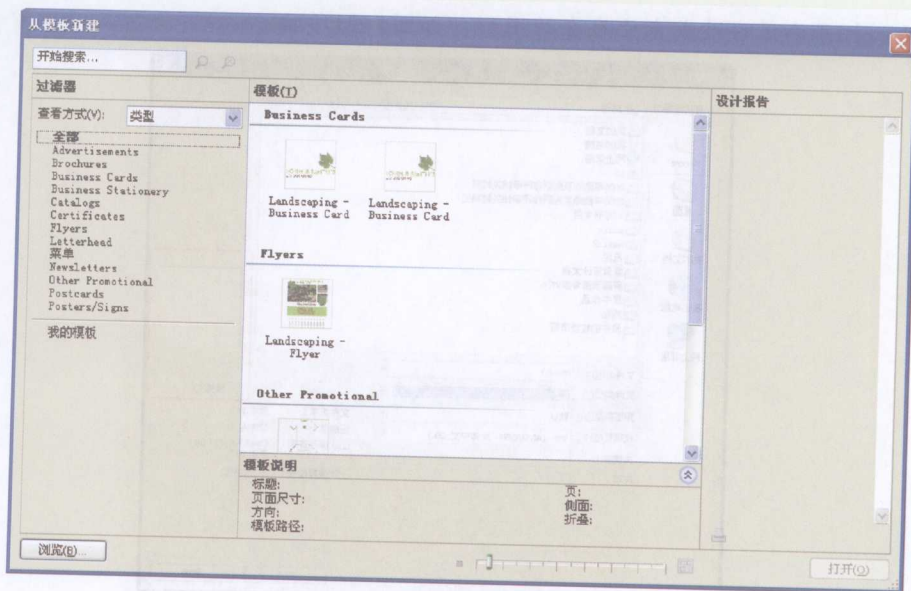 从模板新建
开始搜索...
过滤器
查看方式(V): 类型
全部
Advertisements
Brochures
Business Cards
Business Stationery
Catalogs
Certificates
Flyers
Letterhead
菜单
Newsletters
Other Promotional
Postcards
Posters/Signs
我的模板
模板(T)
Business Cards
Landscaping -
Business Card
Landscaping -
Business Card
Flyers
Landscaping -
Flyer
Other Promotional
模板说明
标题:
页面尺寸:
方向:
模板路径:
页:
侧面:
折叠:
设计报告
浏览(B)...
打开(O)